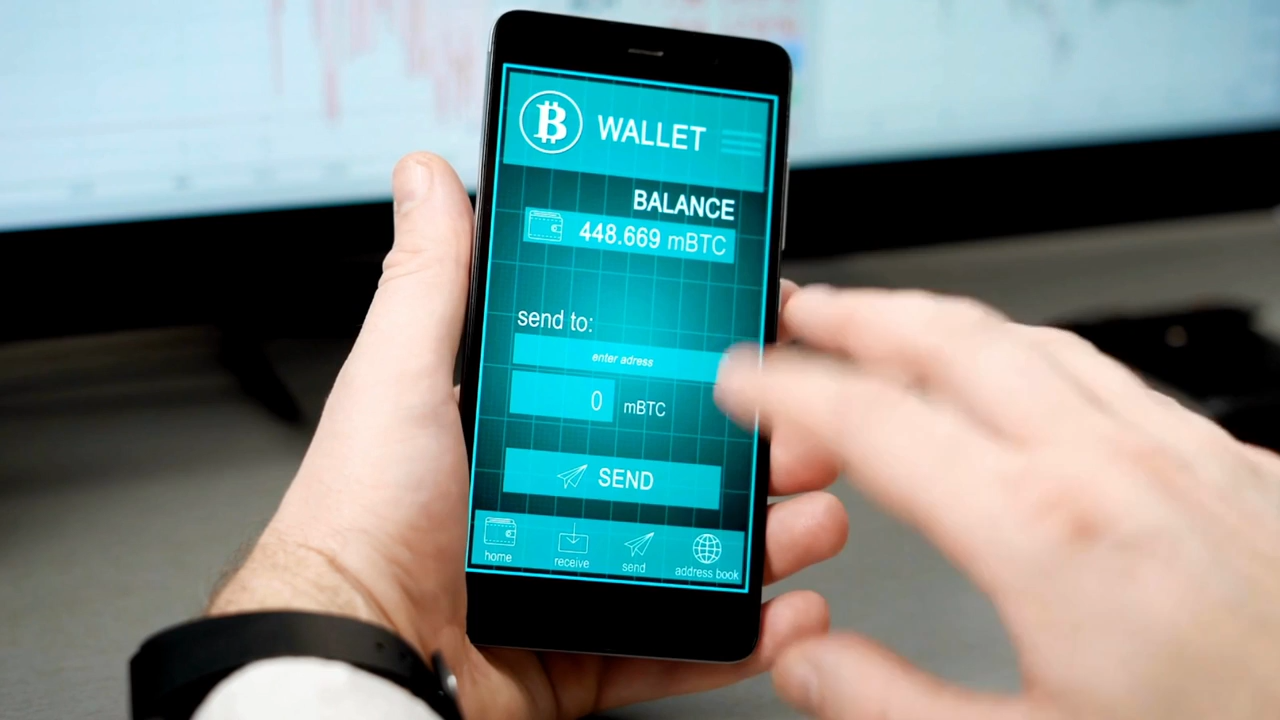 WALLET
BALANCE
448.669 mBTC
send to:
enter adress
0 mBTC
SEND
home receive send address book